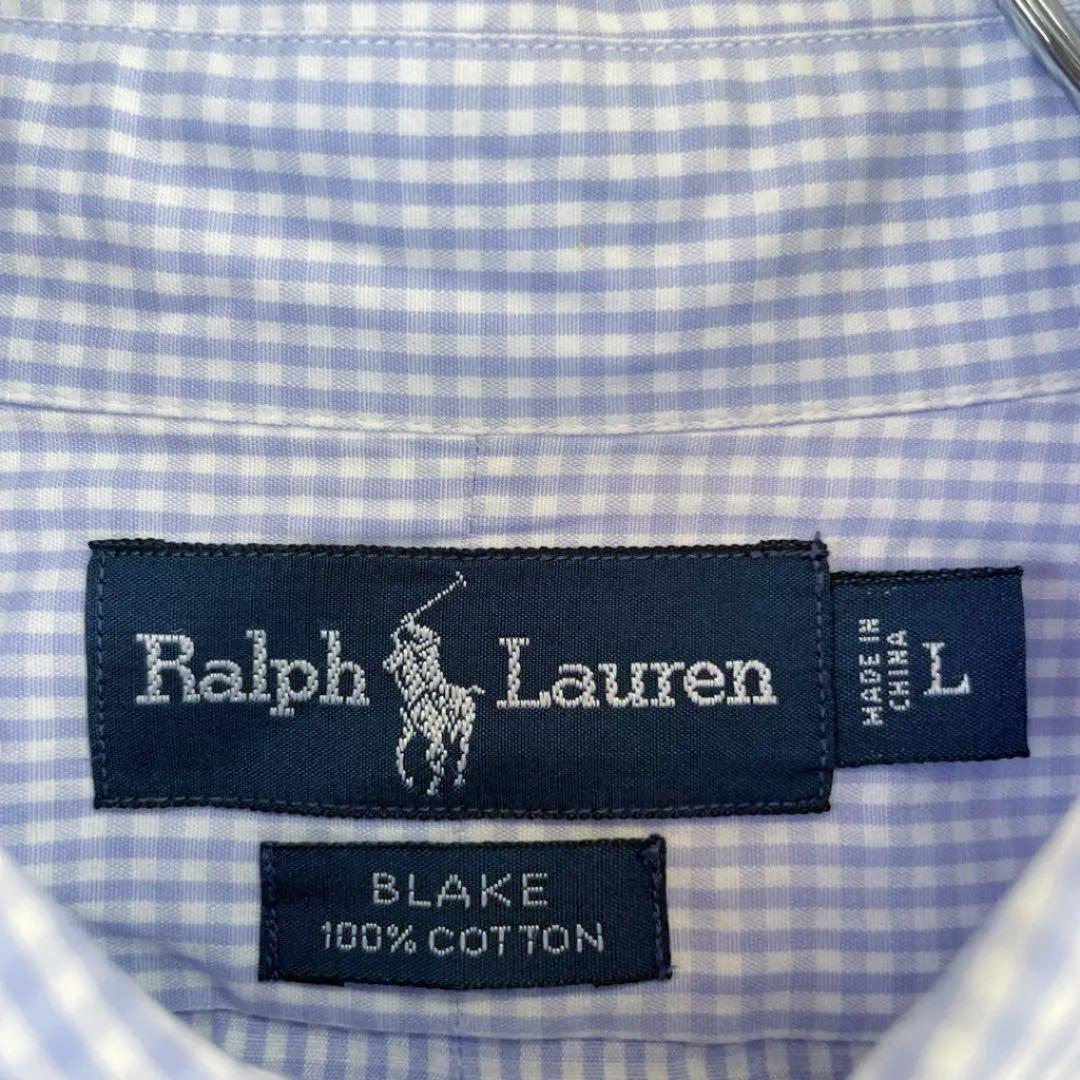 Ralph Lauren
MADE IN
CHINA
L
BLAKE
100% COTTON